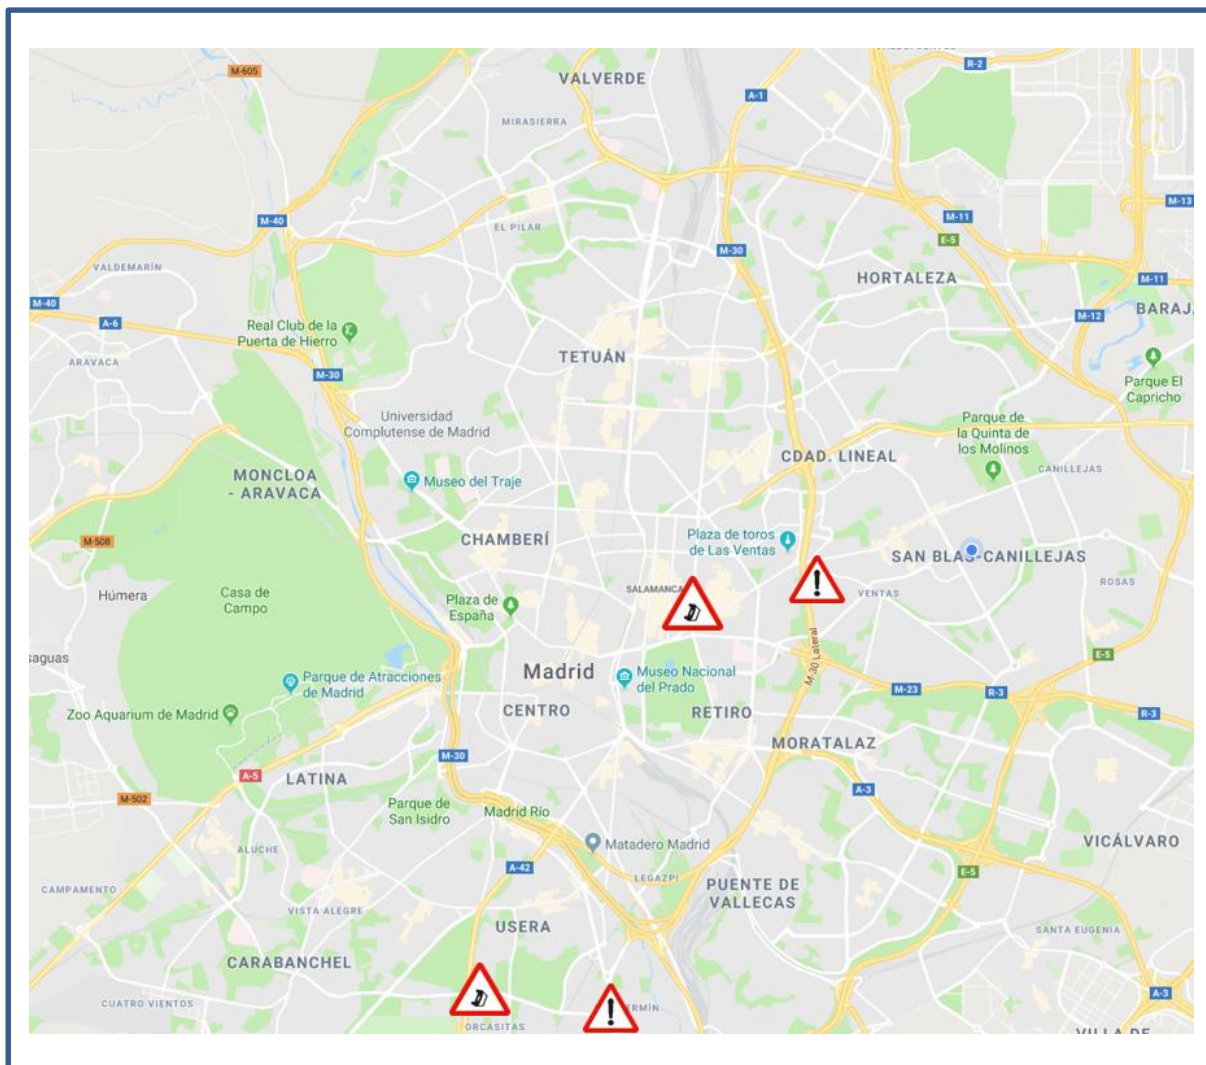 M-605
VALVERDE
R-2
A-1
MIRASIERRA
M-13
M-40
EL PILAR
M-11
E-5
M-30
VALDEMARÍN
HORTALEZA
M-11
M-40
M-12
BARAJA
A-6
Real Club de la
Puerta de Hierro
TETUÁN
ARAVACA
M-30
Parque El
Capricho
Universidad
Complutense de Madrid
Parque de
la Quinta de
los Molinos
CDAD. LINEAL
CANILLEJAS
MONCLOA
- ARAVACA
Museo del Traje
M-508
CHAMBERÍ
Plaza de toros
de Las Ventas
SAN BLAS-CANILLEJAS
ROSAS
Húmera
Casa de
Campo
Plaza de
España
SALAMANCA
!
VENTAS
M-30 Lateral
saguas
Madrid
Museo Nacional
del Prado
E-5
Parque de Atracciones
de Madrid
M-23
R-3
Zoo Aquarium de Madrid
CENTRO
RETIRO
R-3
MORATALAZ
M-30
A-5
LATINA
A-3
M-502
Parque de
San Isidro
Madrid Río
Matadero Madrid
VICÁLVARO
ALUCHE
A-42
LEGAZPI
E-5
CAMPAMENTO
PUENTE DE
VALLECAS
VISTA ALEGRE
USERA
SANTA EUGENIA
CARABANCHEL
A-3
CUATRO VIENTOS
!
ERMÍN
ORCASITAS
VILLA DE